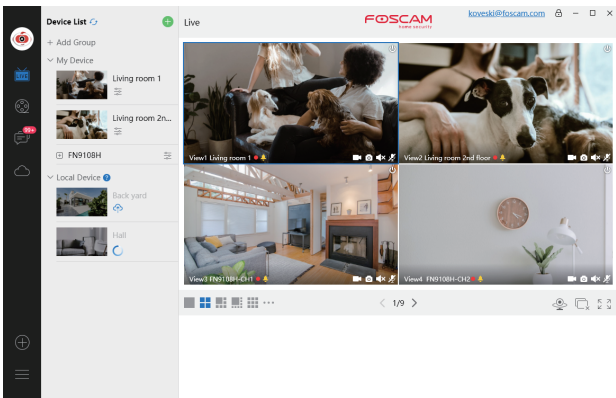 Device List
Live
FOSCAM
home security
koveski@foscam.com
+ Add Group
My Device
LIVE
Living room 1
Living room 2n...
99+
FN9108H
Local Device
Back yard
Hall
View1 Living room 1
View2 Living room 2nd floor
View3 FN9108H-CH1
View4 FN9108H-CH2
1/9